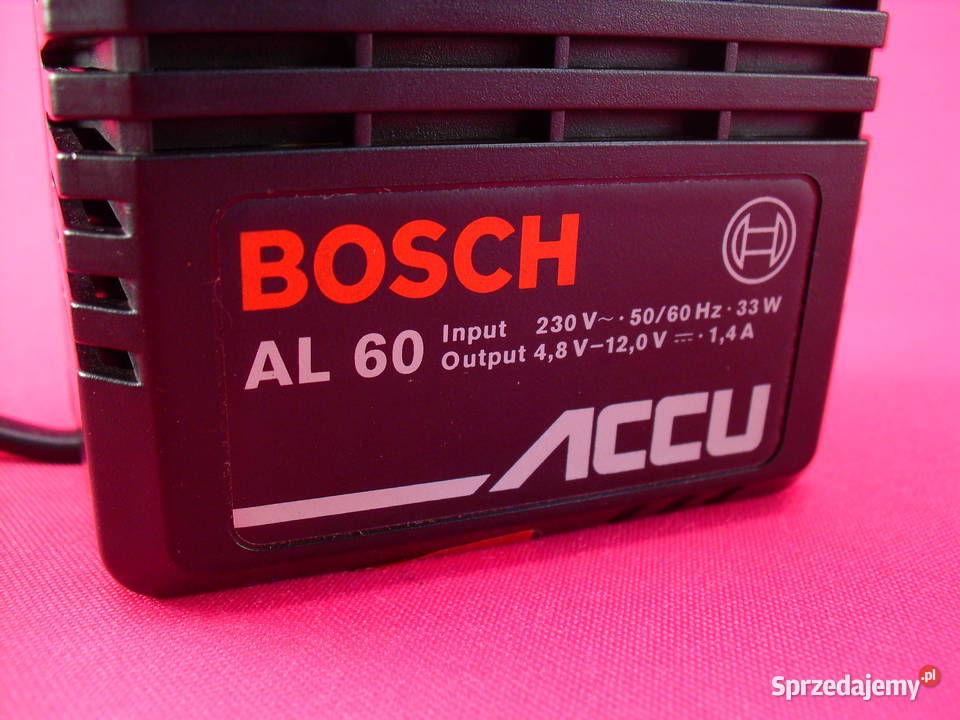 BOSCH
AL 60
Input 230 V~ · 50/60 Hz · 33 W
Output 4,8 V–12,0 V ⎓ · 1,4 A
ACCU
Sprzedajemy.pl